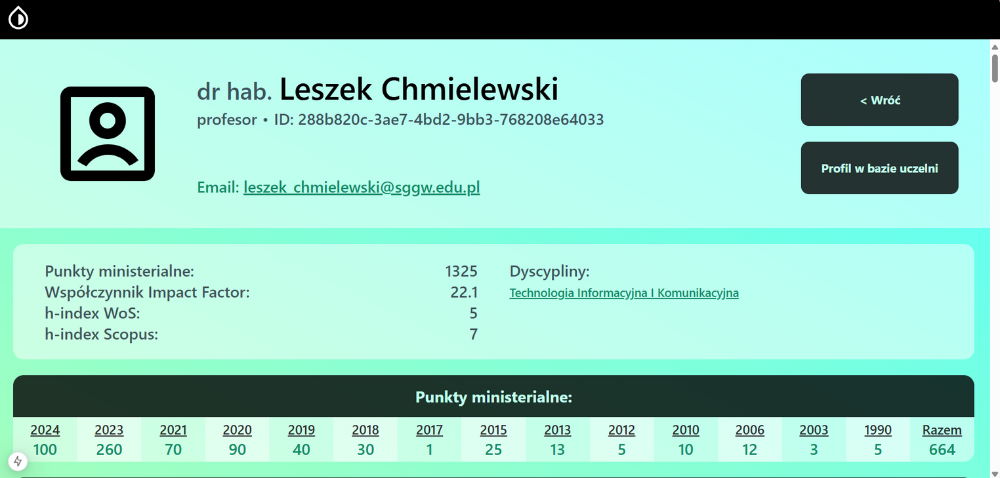 dr hab. Leszek Chmielewski
profesor • ID: 288b820c-3ae7-4bd2-9bb3-768208e64033
Email: leszek_chmielewski@sggw.edu.pl
< Wróć
Profil w bazie uczelni
Punkty ministerialne: 1325
Współczynnik Impact Factor: 22.1
h-index WoS: 5
h-index Scopus: 7
Dyscypliny:
Technologia Informacyjna I Komunikacyjna
Punkty ministerialne:
2024 2023 2021 2020 2019 2018 2017 2015 2013 2012 2010 2006 2003 1990 Razem
100 260 70 90 40 30 1 25 13 5 10 12 3 5 664